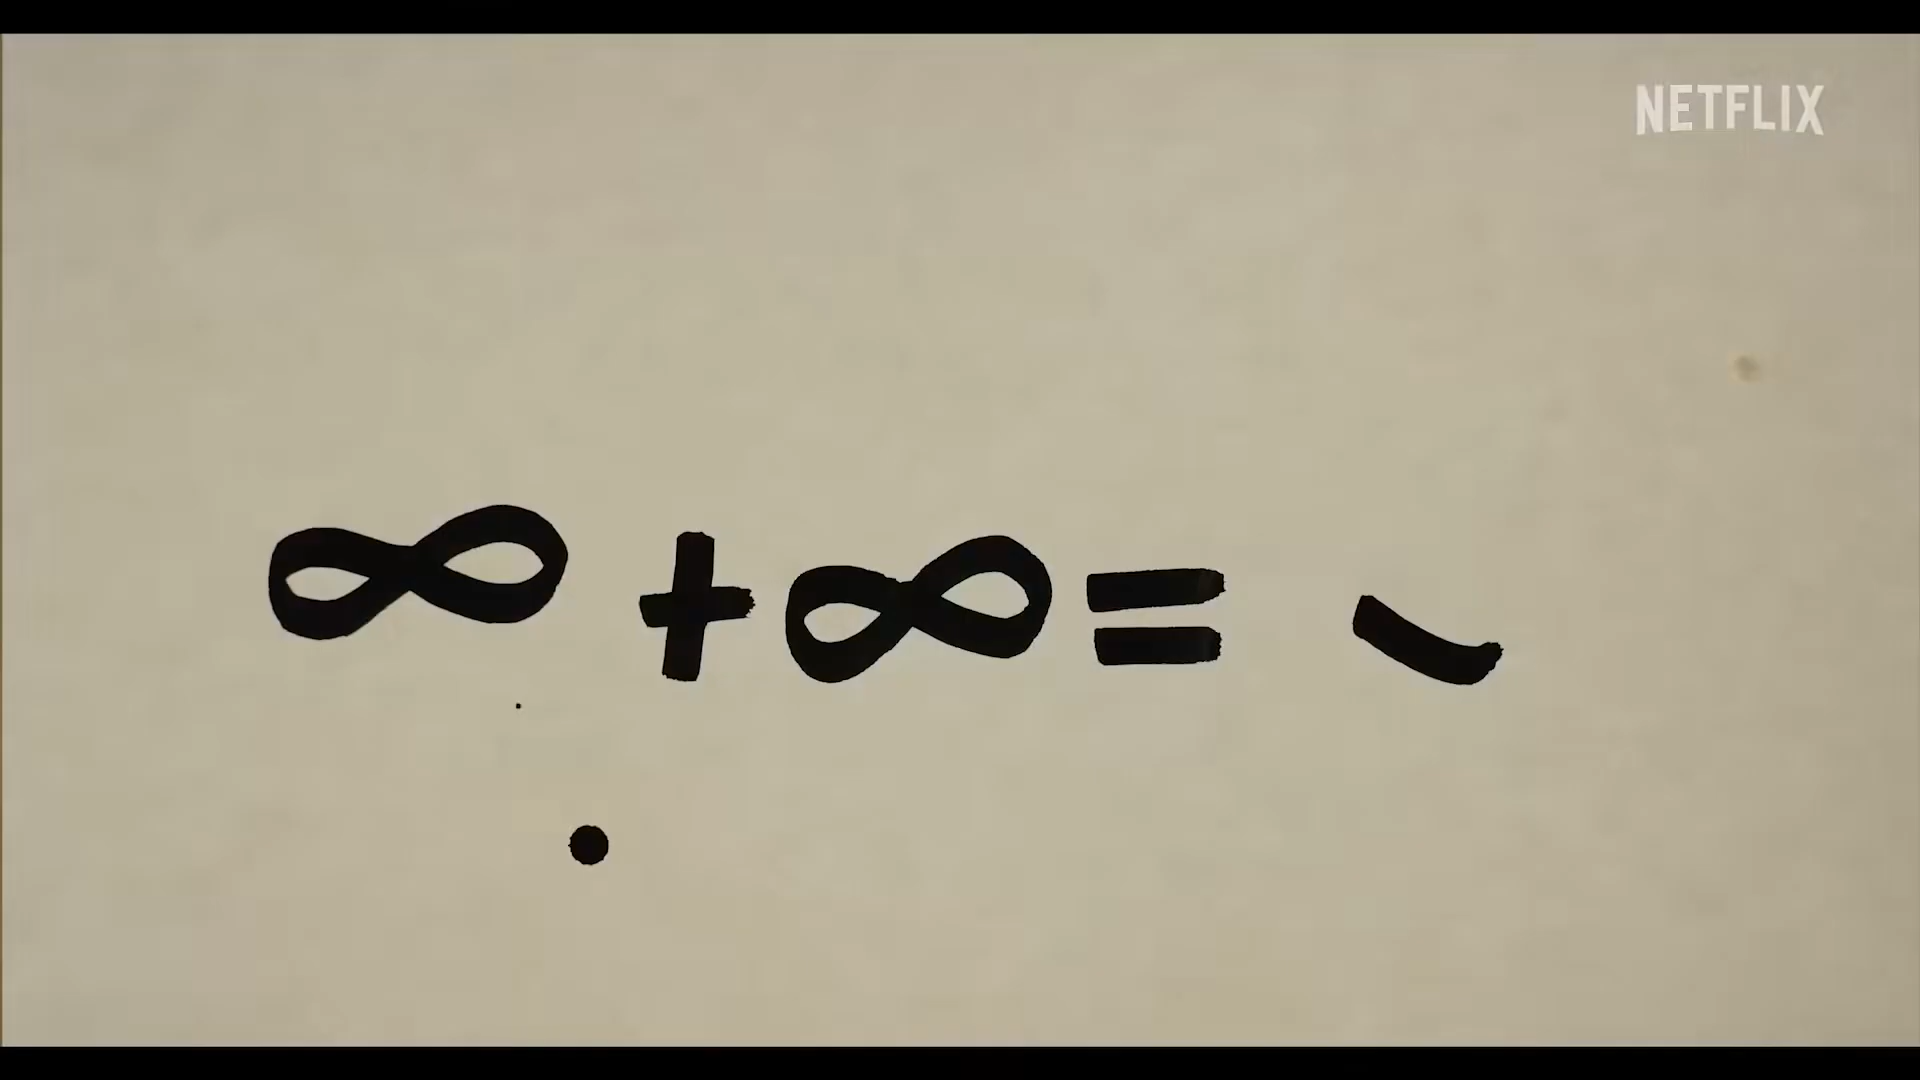 NETFLIX
∞ + ∞ =